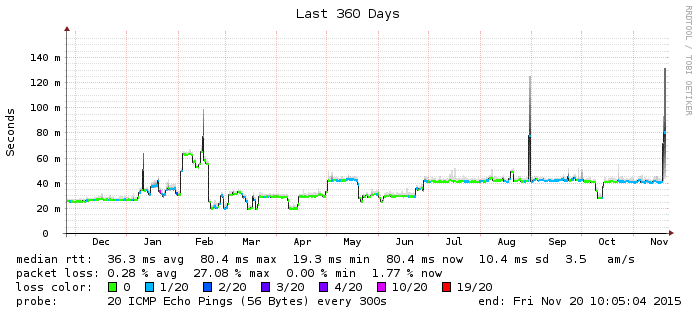 Last 360 Days
RRDTOOL / TOBI OETIKER
Seconds
140 m
120 m
100 m
80 m
60 m
40 m
20 m
0
Dec Jan Feb Mar Apr May Jun Jul Aug Sep Oct Nov
median rtt: 36.3 ms avg 80.4 ms max 19.3 ms min 80.4 ms now 10.4 ms sd 3.5 am/s
packet loss: 0.28 % avg 27.08 % max 0.00 % min 1.77 % now
loss color: 0 1/20 2/20 3/20 4/20 10/20 19/20
probe: 20 ICMP Echo Pings (56 Bytes) every 300s end: Fri Nov 20 10:05:04 2015